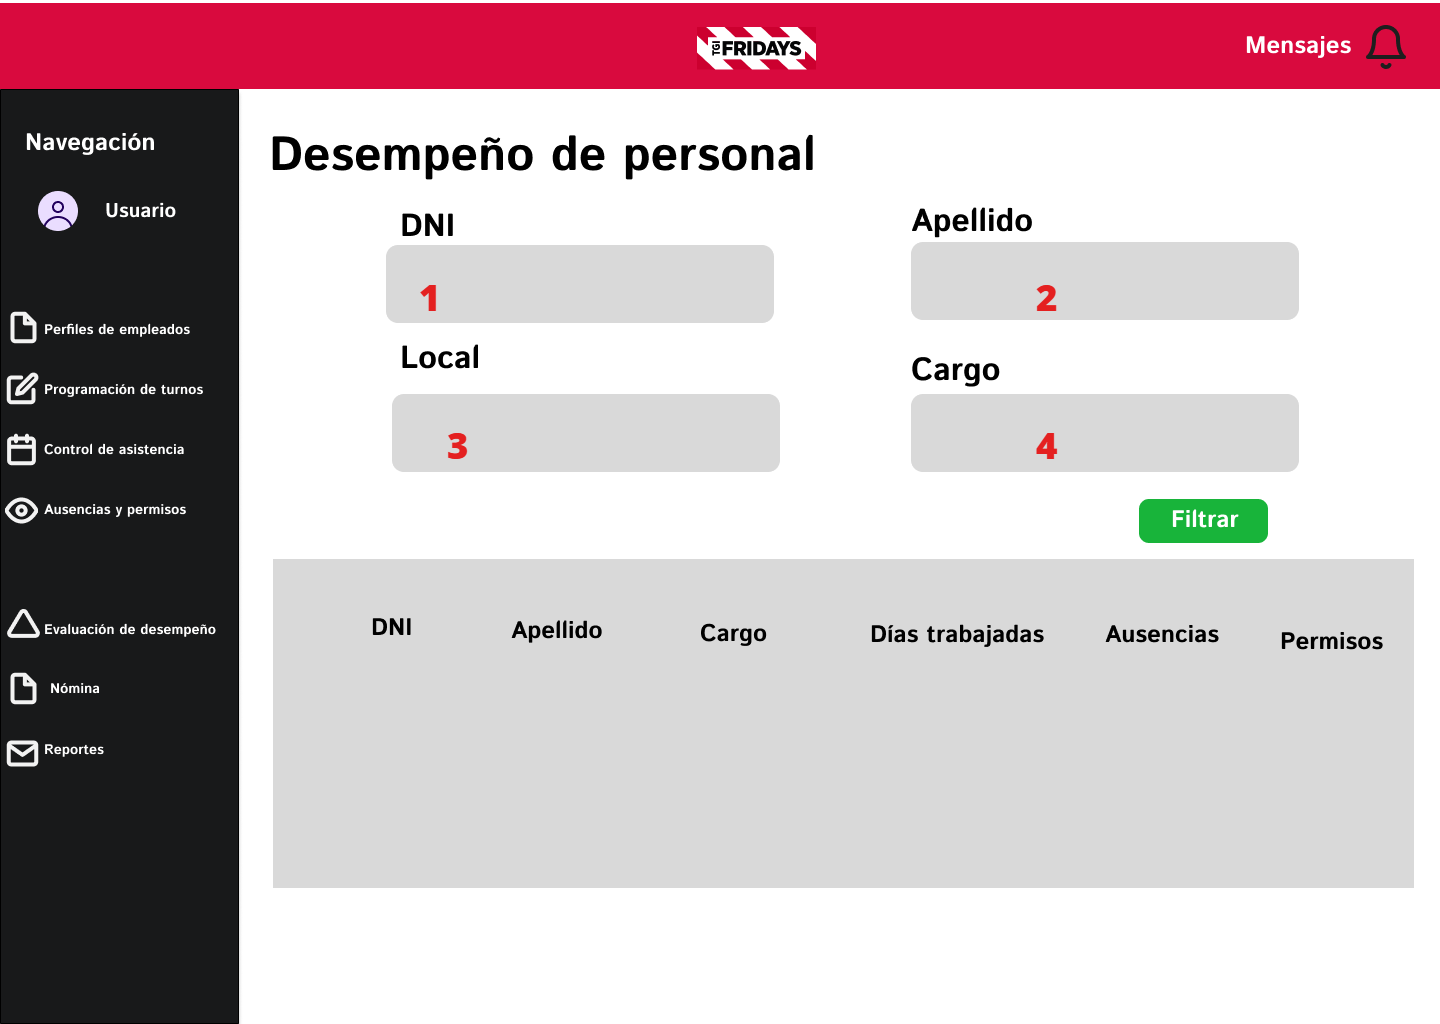 TGI FRIDAYS
Mensajes
Navegación
Usuario
Perfiles de empleados
Programación de turnos
Control de asistencia
Ausencias y permisos
Evaluación de desempeño
Nómina
Reportes
Desempeño de personal
DNI
Apellido
1
2
Local
Cargo
3
4
Filtrar
DNI Apellido Cargo Días trabajadas Ausencias Permisos